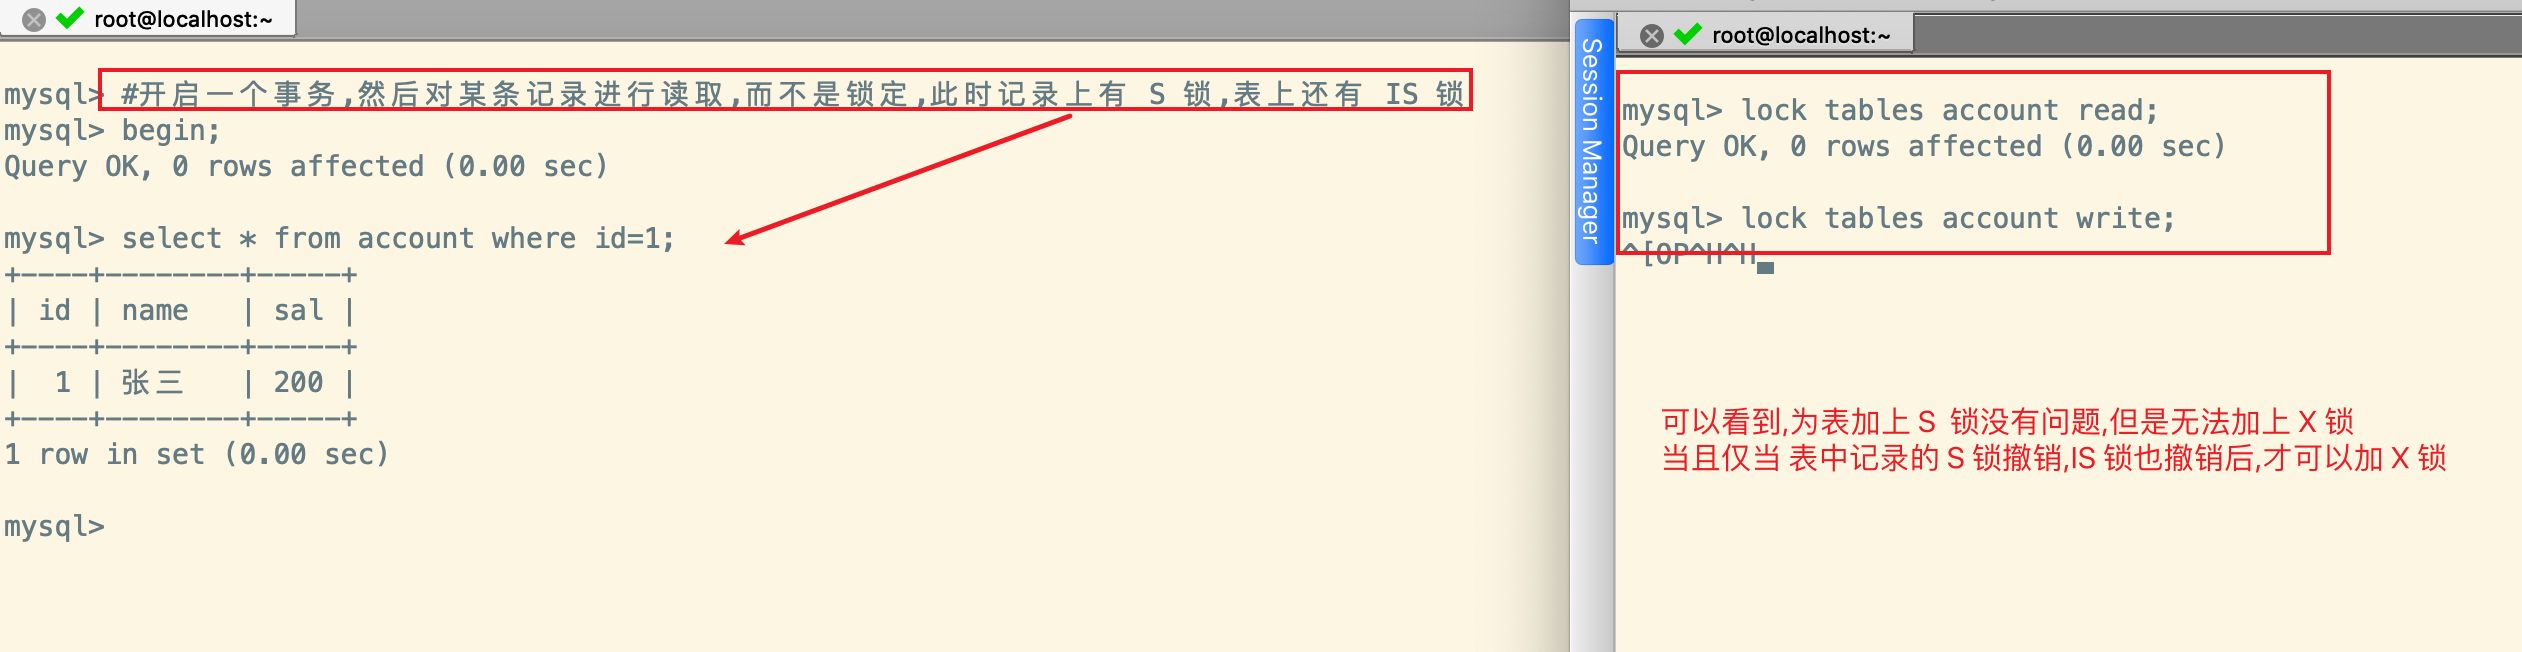 root@localhost:~
mysql> #开启一个事务,然后对某条记录进行读取,而不是锁定,此时记录上有 S 锁,表上还有 IS 锁
mysql> begin;
Query OK, 0 rows affected (0.00 sec)
mysql> select * from account where id=1;
+----+--------+-----+
| id | name   | sal |
+----+--------+-----+
|  1 | 张三   | 200 |
+----+--------+-----+
1 row in set (0.00 sec)
mysql>
Session Manager
root@localhost:~
mysql> lock tables account read;
Query OK, 0 rows affected (0.00 sec)
mysql> lock tables account write;
^[OP^H^H
可以看到,为表加上 S 锁没有问题,但是无法加上 X 锁
当且仅当 表中记录的 S 锁撤销,IS 锁也撤销后,才可以加 X 锁